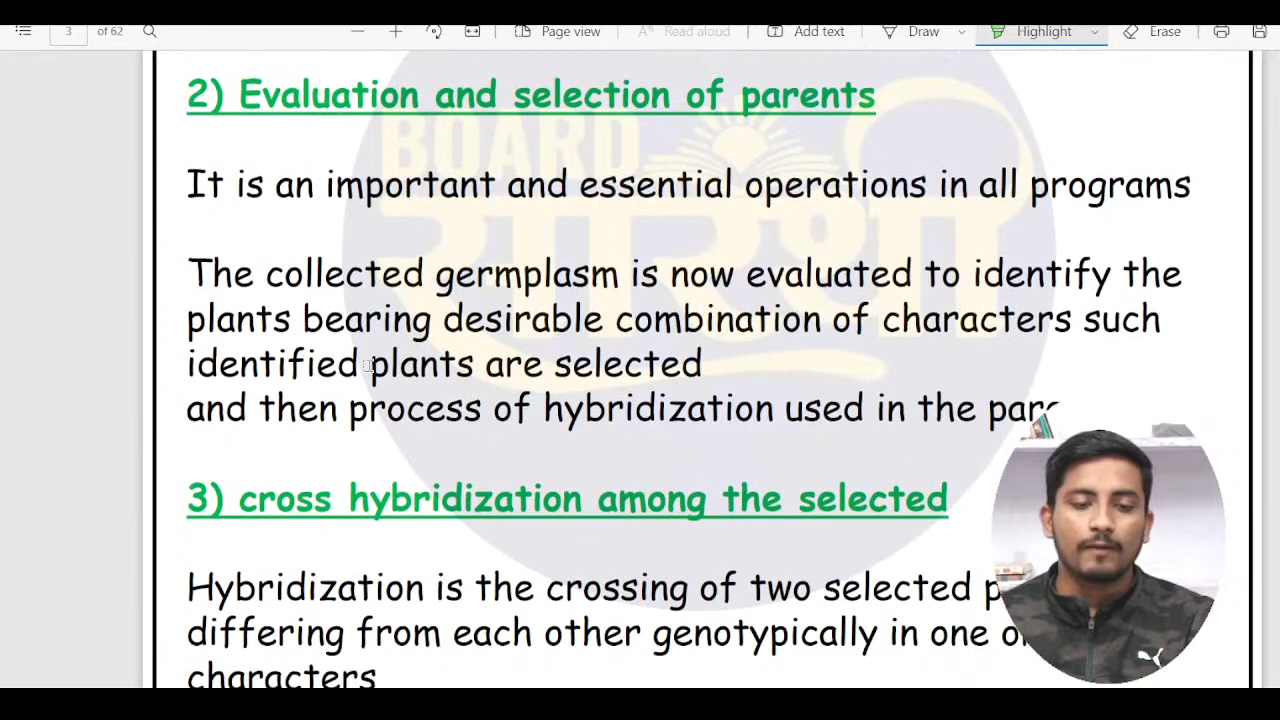 3 of 62 Page view Read aloud Add text Draw Highlight Erase
2) Evaluation and selection of parents
It is an important and essential operations in all programs
The collected germplasm is now evaluated to identify the
plants bearing desirable combination of characters such
identified plants are selected
and then process of hybridization used in the
3) cross hybridization among the selected
Hybridization is the crossing of two selected
differing from each other genotypically in one
characters
BOARD
सारथी